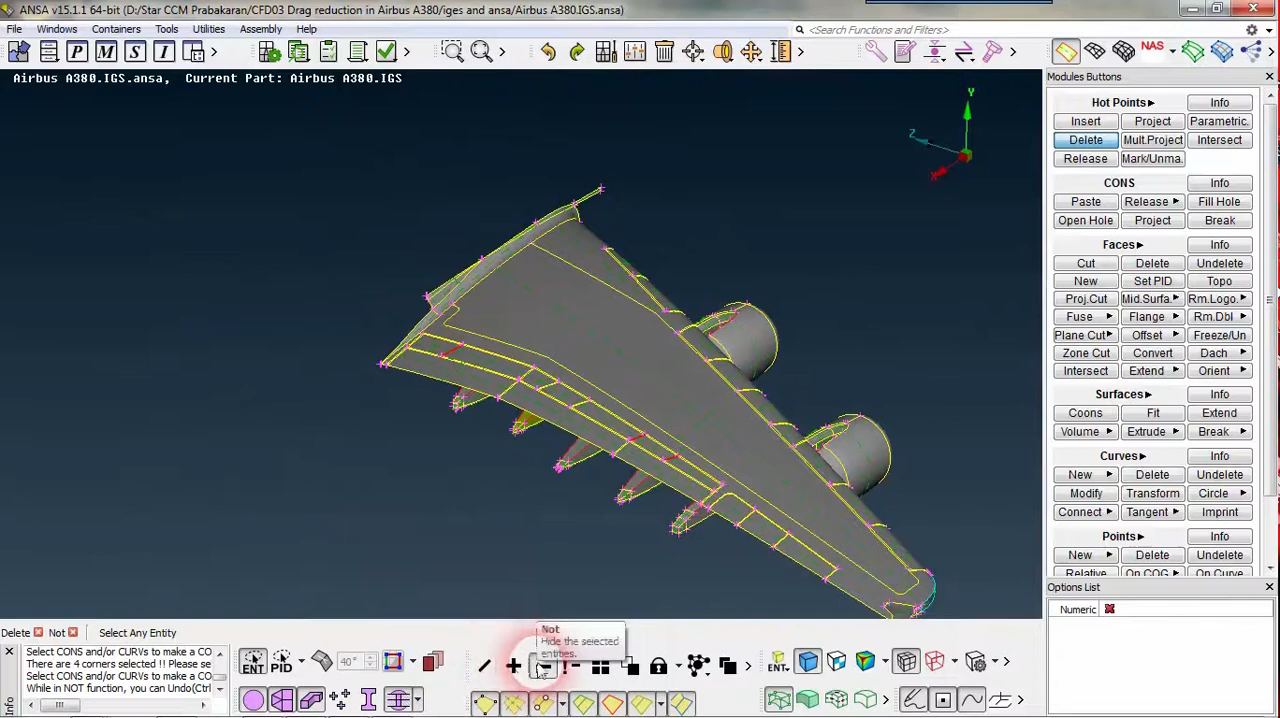 ANSA v15.1.1 64-bit (D:/Star CCM Prabakaran/CFD03 Drag reduction in Airbus A380/iges and ansa/Airbus A380.IGS.ansa)
File Windows Containers Tools Utilities Assembly Help
<Search Functions and Filters>
P M S I
NAS
Airbus A380.IGS.ansa, Current Part: Airbus A380.IGS
Modules Buttons
Hot Points Info
Insert Project Parametric.
Delete Mult.Project Intersect
Release Mark/Unma.
CONS Info
Paste Release Fill Hole
Open Hole Project Break
Faces Info
Cut Delete Undelete
New Set PID Topo
Proj.Cut Mid.Surfa. Rm.Logo.
Fuse Flange Rm.Dbl
Plane Cut Offset Freeze/Un
Zone Cut Convert Dach
Intersect Extend Orient
Surfaces Info
Coons Fit Extend
Volume Extrude Break
Curves Info
New Delete Undelete
Modify Transform Circle
Connect Tangent Imprint
Points Info
New Delete Undelete
Relative On COG On Curve
Options List
Numeric
Y
Z
X
Delete Not Select Any Entity
Select CONS and/or CURVs to make a CO
There are 4 corners selected !! Please se
Select CONS and/or CURVs to make a CO
While in NOT function, you can Undo(Ctrl
ENT PID 40°
Not
Hide the selected
entities.
ENT